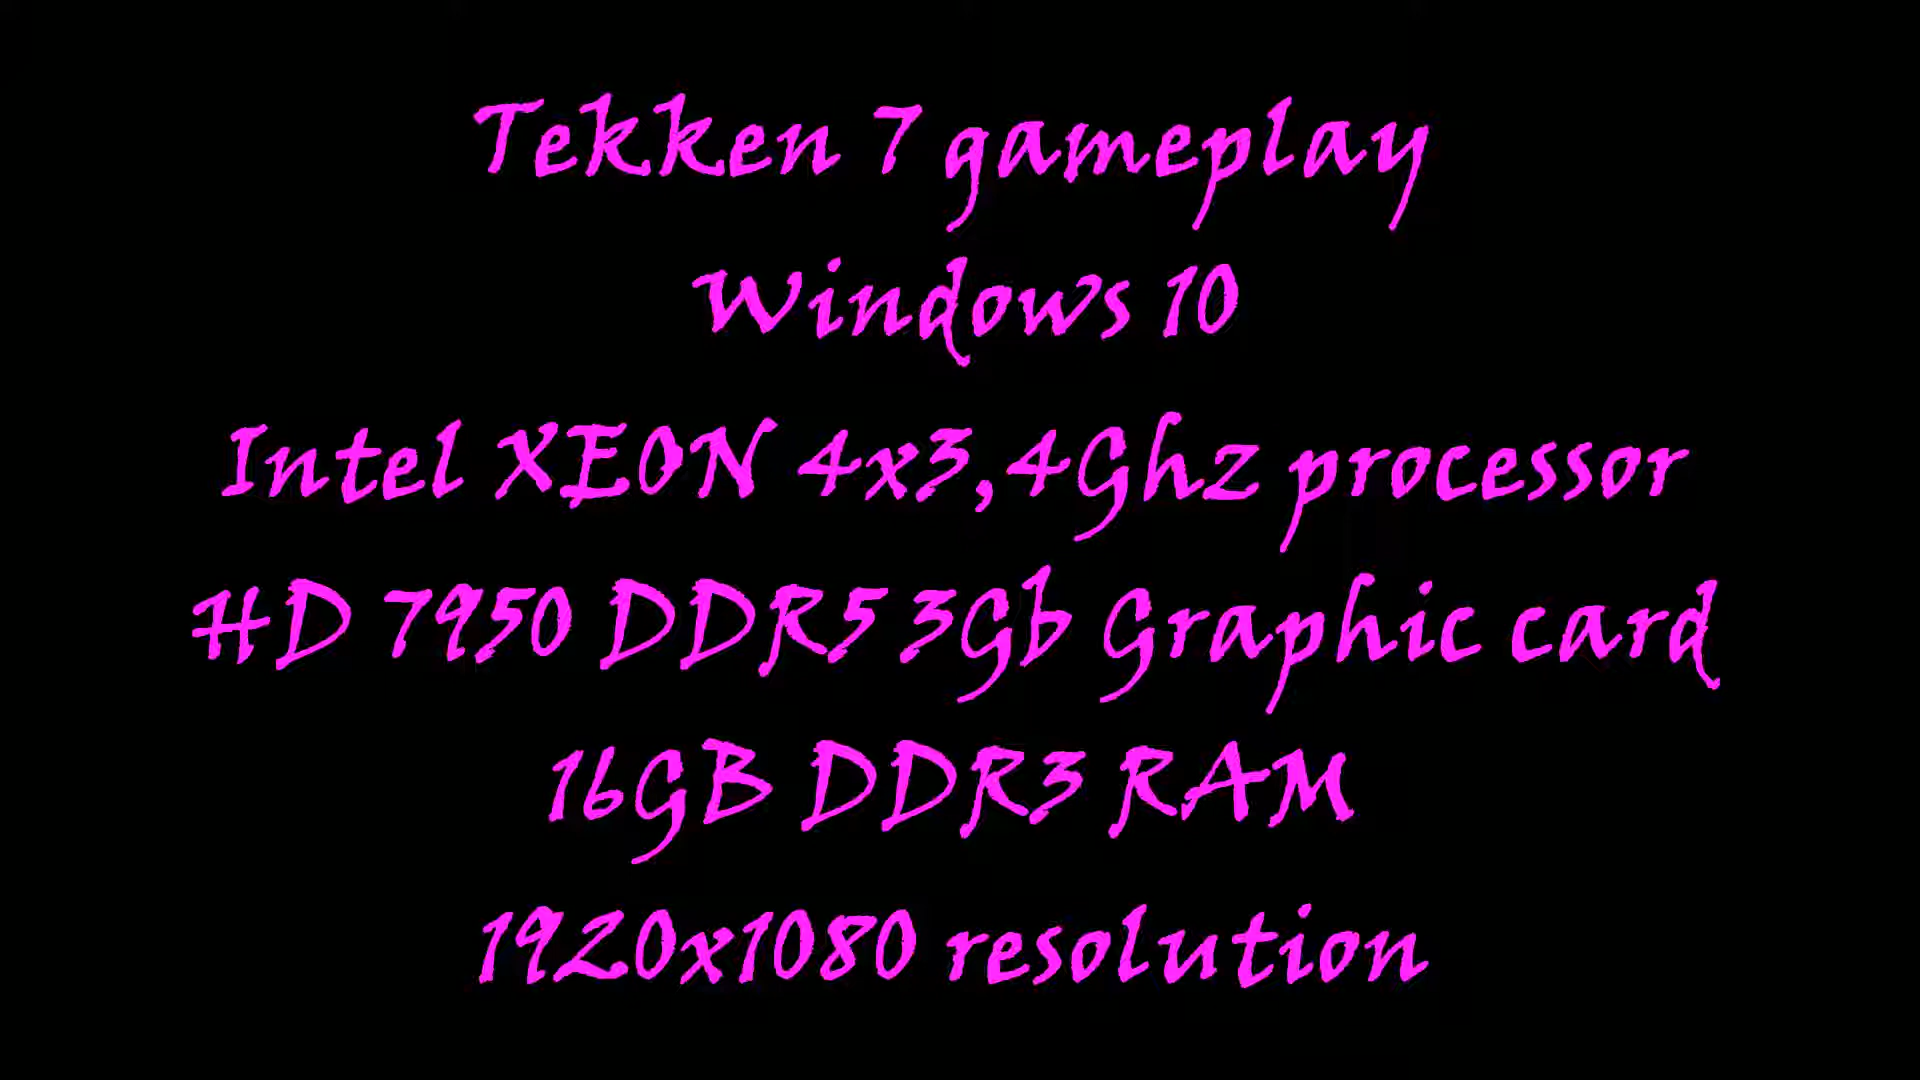 Tekken 7 gameplay
Windows 10
Intel XEON 4x3,4Ghz processor
HD 7950 DDR5 3Gb Graphic card
16GB DDR3 RAM
1920x1080 resolution